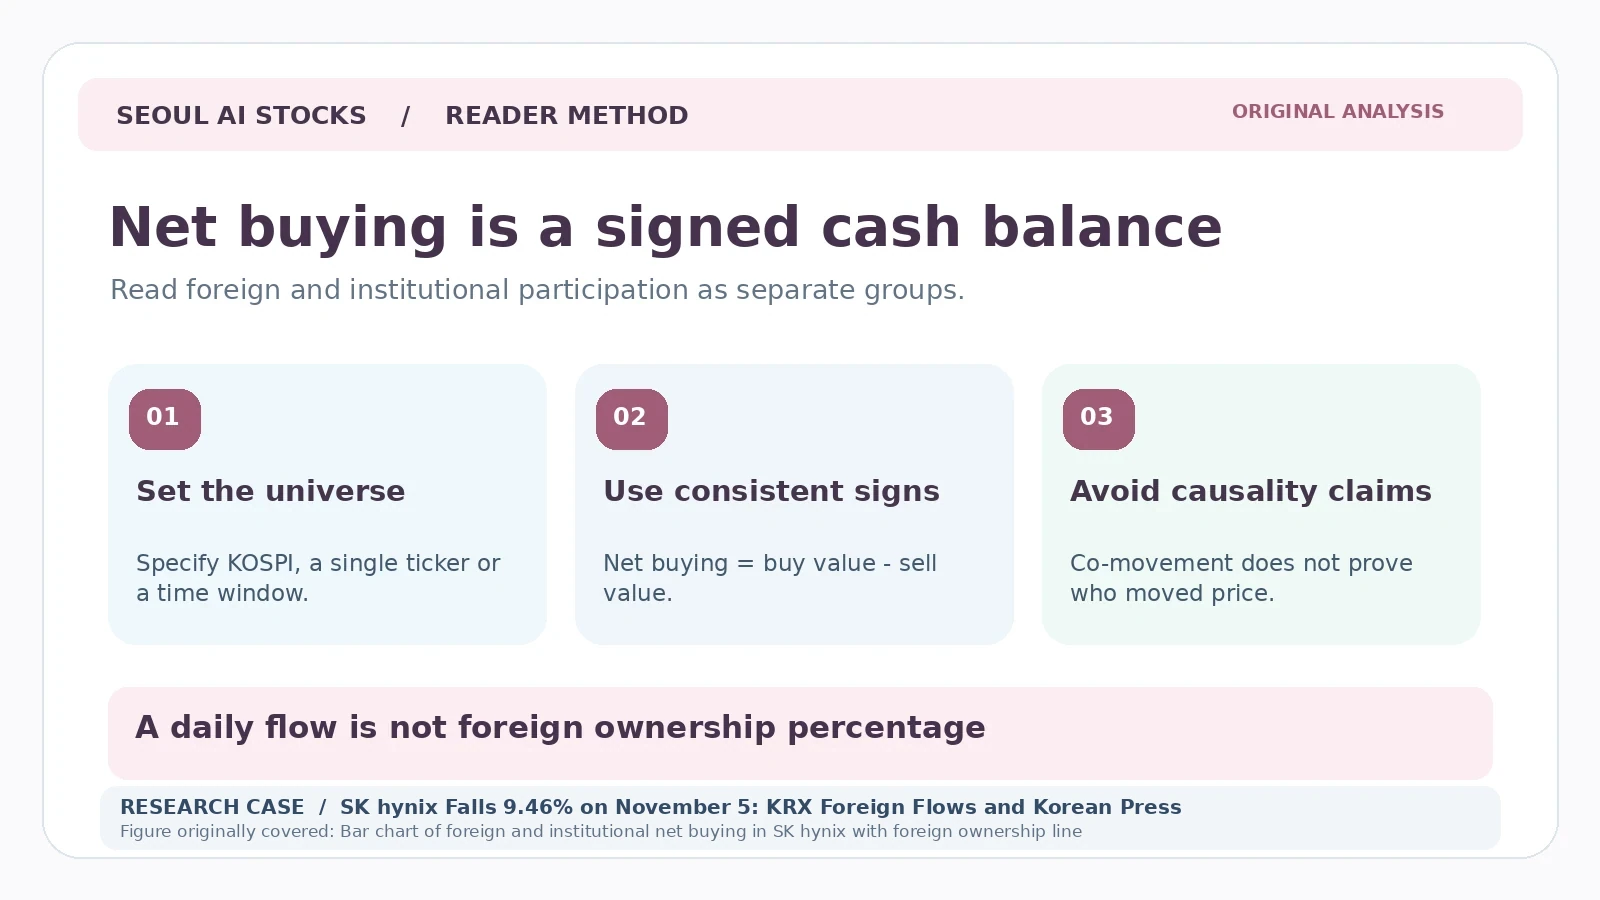 SEOUL AI STOCKS / READER METHOD
ORIGINAL ANALYSIS
Net buying is a signed cash balance
Read foreign and institutional participation as separate groups.
01
Set the universe
Specify KOSPI, a single ticker or
a time window.
02
Use consistent signs
Net buying = buy value - sell
value.
03
Avoid causality claims
Co-movement does not prove
who moved price.
A daily flow is not foreign ownership percentage
RESEARCH CASE / SK hynix Falls 9.46% on November 5: KRX Foreign Flows and Korean Press
Figure originally covered: Bar chart of foreign and institutional net buying in SK hynix with foreign ownership line